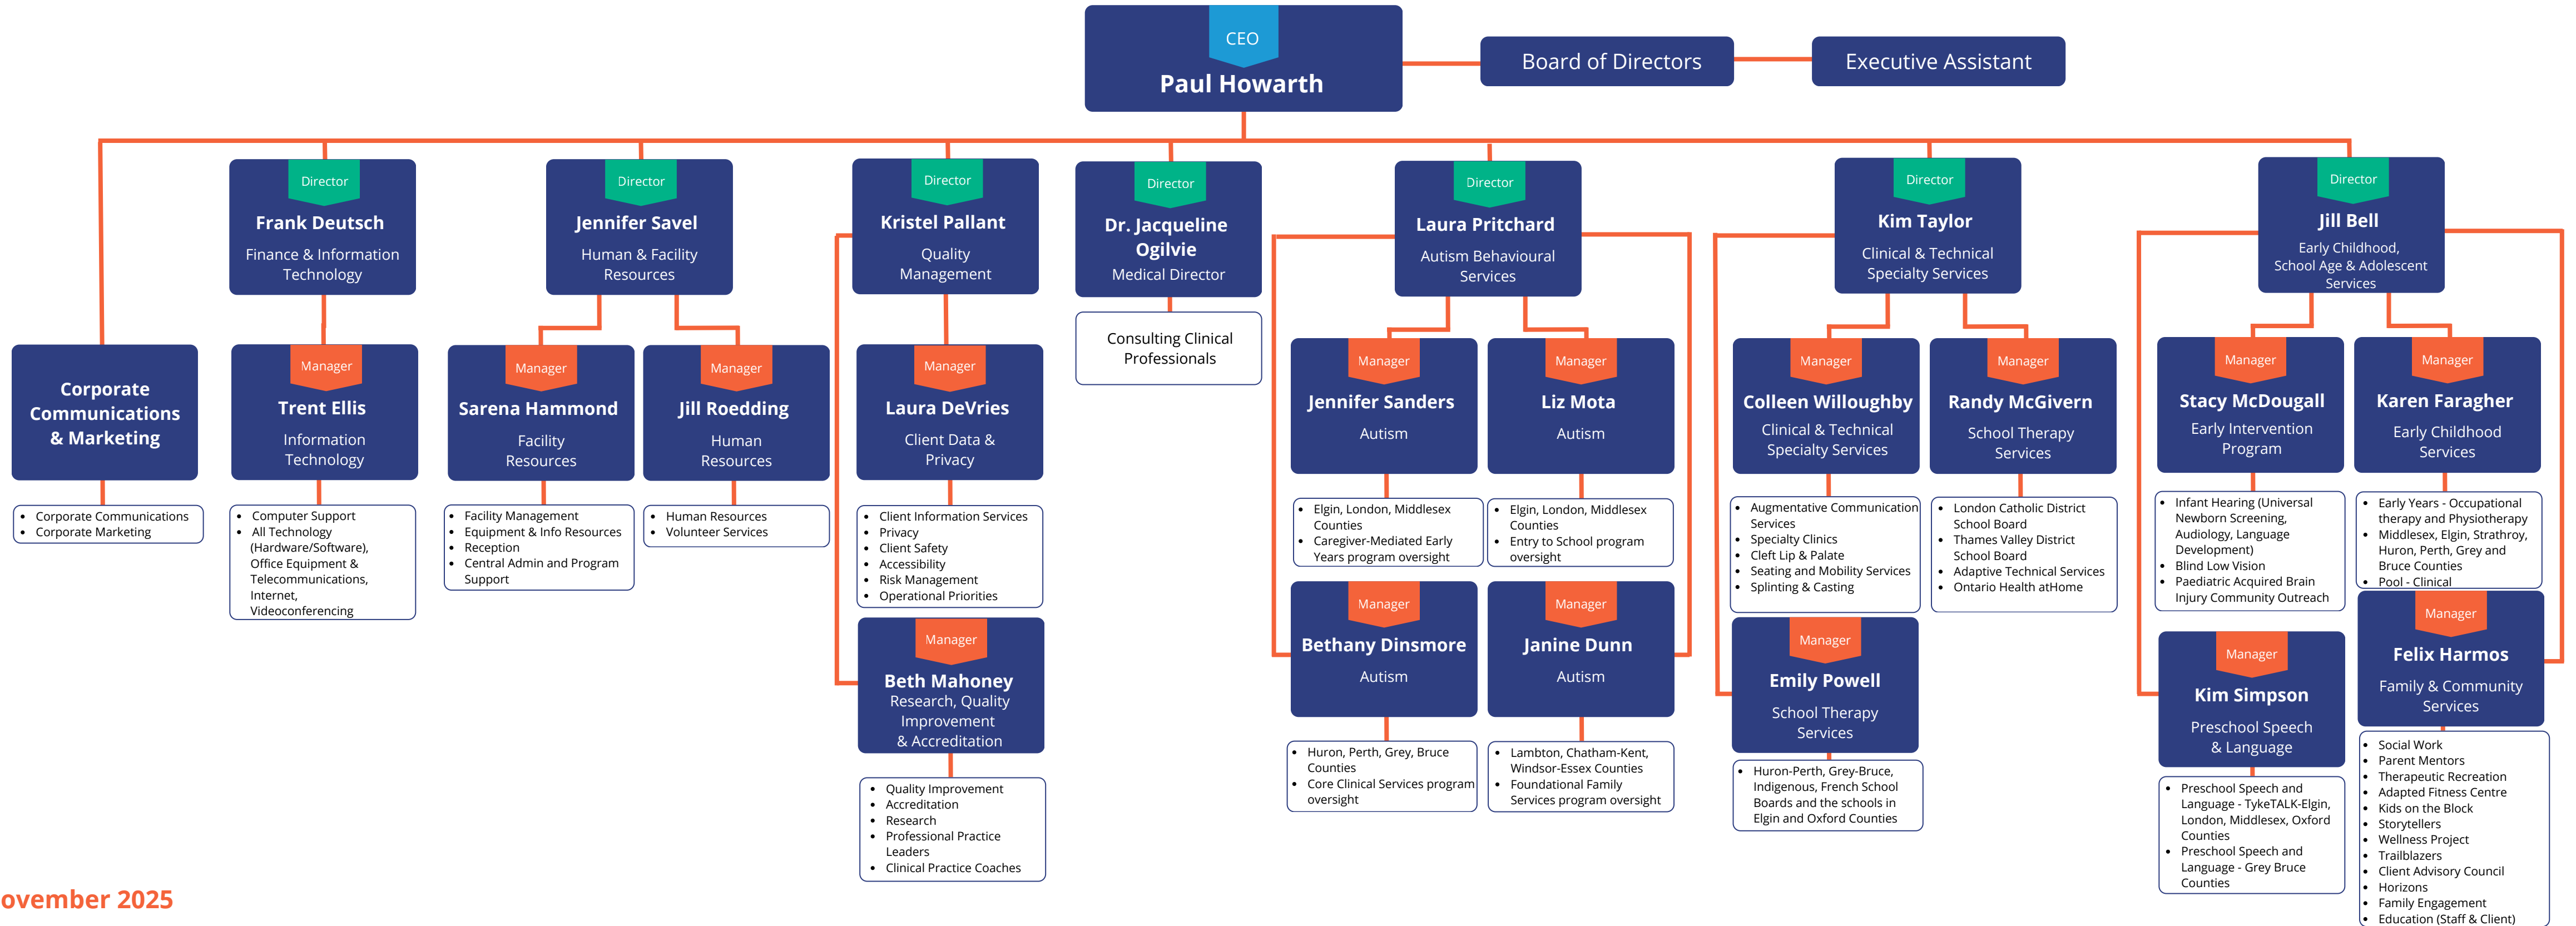 CEO
Paul Howarth
Board of Directors
Executive Assistant
Corporate
Communications
& Marketing
• Corporate Communications
• Corporate Marketing
Director
Frank Deutsch
Finance & Information
Technology
Manager
Trent Ellis
Information
Technology
• Computer Support
• All Technology
(Hardware/Software),
Office Equipment &
Telecommunications,
Internet,
Videoconferencing
Director
Jennifer Savel
Human & Facility
Resources
Manager
Sarena Hammond
Facility
Resources
• Facility Management
• Equipment & Info Resources
• Reception
• Central Admin and Program
Support
Manager
Jill Roedding
Human
Resources
• Human Resources
• Volunteer Services
Director
Kristel Pallant
Quality
Management
Manager
Laura DeVries
Client Data &
Privacy
• Client Information Services
• Privacy
• Client Safety
• Accessibility
• Risk Management
• Operational Priorities
Manager
Beth Mahoney
Research, Quality
Improvement
& Accreditation
• Quality Improvement
• Accreditation
• Research
• Professional Practice
Leaders
• Clinical Practice Coaches
Director
Dr. Jacqueline
Ogilvie
Medical Director
Consulting Clinical
Professionals
Director
Laura Pritchard
Autism Behavioural
Services
Manager
Jennifer Sanders
Autism
• Elgin, London, Middlesex
Counties
• Caregiver-Mediated Early
Years program oversight
Manager
Liz Mota
Autism
• Elgin, London, Middlesex
Counties
• Entry to School program
oversight
Manager
Bethany Dinsmore
Autism
• Huron, Perth, Grey, Bruce
Counties
• Core Clinical Services program
oversight
Manager
Janine Dunn
Autism
• Lambton, Chatham-Kent,
Windsor-Essex Counties
• Foundational Family
Services program oversight
Director
Kim Taylor
Clinical & Technical
Specialty Services
Manager
Colleen Willoughby
Clinical & Technical
Specialty Services
• Augmentative Communication
Services
• Specialty Clinics
• Cleft Lip & Palate
• Seating and Mobility Services
• Splinting & Casting
Manager
Randy McGivern
School Therapy
Services
• London Catholic District
School Board
• Thames Valley District
School Board
• Adaptive Technical Services
• Ontario Health atHome
Manager
Emily Powell
School Therapy
Services
• Huron-Perth, Grey-Bruce,
Indigenous, French School
Boards and the schools in
Elgin and Oxford Counties
Director
Jill Bell
Early Childhood,
School Age & Adolescent
Services
Manager
Stacy McDougall
Early Intervention
Program
• Infant Hearing (Universal
Newborn Screening,
Audiology, Language
Development)
• Blind Low Vision
• Paediatric Acquired Brain
Injury Community Outreach
Manager
Karen Faragher
Early Childhood
Services
• Early Years - Occupational
therapy and Physiotherapy
• Middlesex, Elgin, Strathroy,
Huron, Perth, Grey and
Bruce Counties
• Pool - Clinical
Manager
Kim Simpson
Preschool Speech
& Language
• Preschool Speech and
Language - TykeTALK-Elgin,
London, Middlesex, Oxford
Counties
• Preschool Speech and
Language - Grey Bruce
Counties
Manager
Felix Harmos
Family & Community
Services
• Social Work
• Parent Mentors
• Therapeutic Recreation
• Adapted Fitness Centre
• Kids on the Block
• Storytellers
• Wellness Project
• Trailblazers
• Client Advisory Council
• Horizons
• Family Engagement
• Education (Staff & Client)
ovember 2025